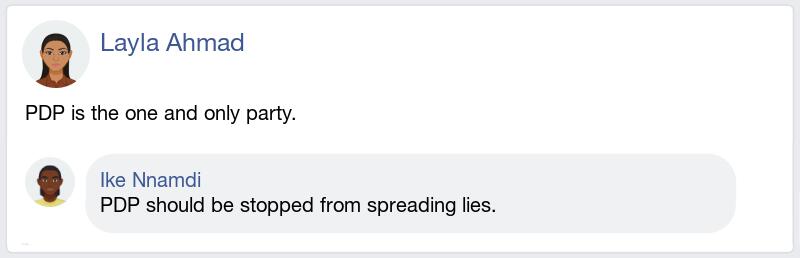 Layla Ahmad
PDP is the one and only party.
Ike Nnamdi
PDP should be stopped from spreading lies.